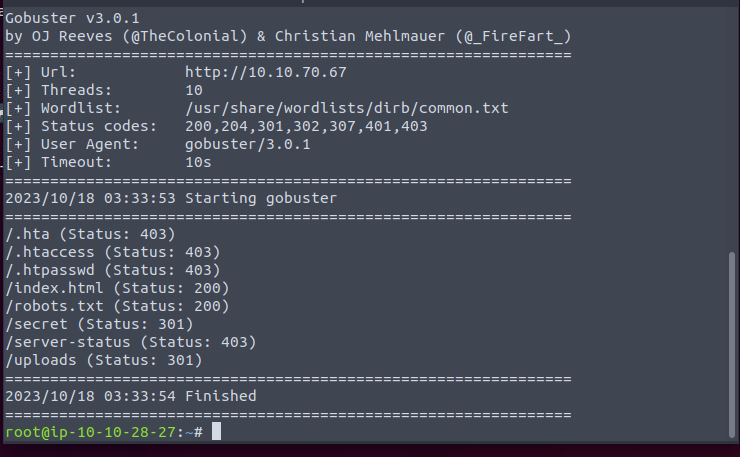 Gobuster v3.0.1
by OJ Reeves (@TheColonial) & Christian Mehlmauer (@_FireFart_)
===============================================================
[+] Url:            http://10.10.70.67
[+] Threads:        10
[+] Wordlist:       /usr/share/wordlists/dirb/common.txt
[+] Status codes:   200,204,301,302,307,401,403
[+] User Agent:     gobuster/3.0.1
[+] Timeout:        10s
===============================================================
2023/10/18 03:33:53 Starting gobuster
===============================================================
/.hta (Status: 403)
/.htaccess (Status: 403)
/.htpasswd (Status: 403)
/index.html (Status: 200)
/robots.txt (Status: 200)
/secret (Status: 301)
/server-status (Status: 403)
/uploads (Status: 301)
===============================================================
2023/10/18 03:33:54 Finished
===============================================================
root@ip-10-10-28-27:~#